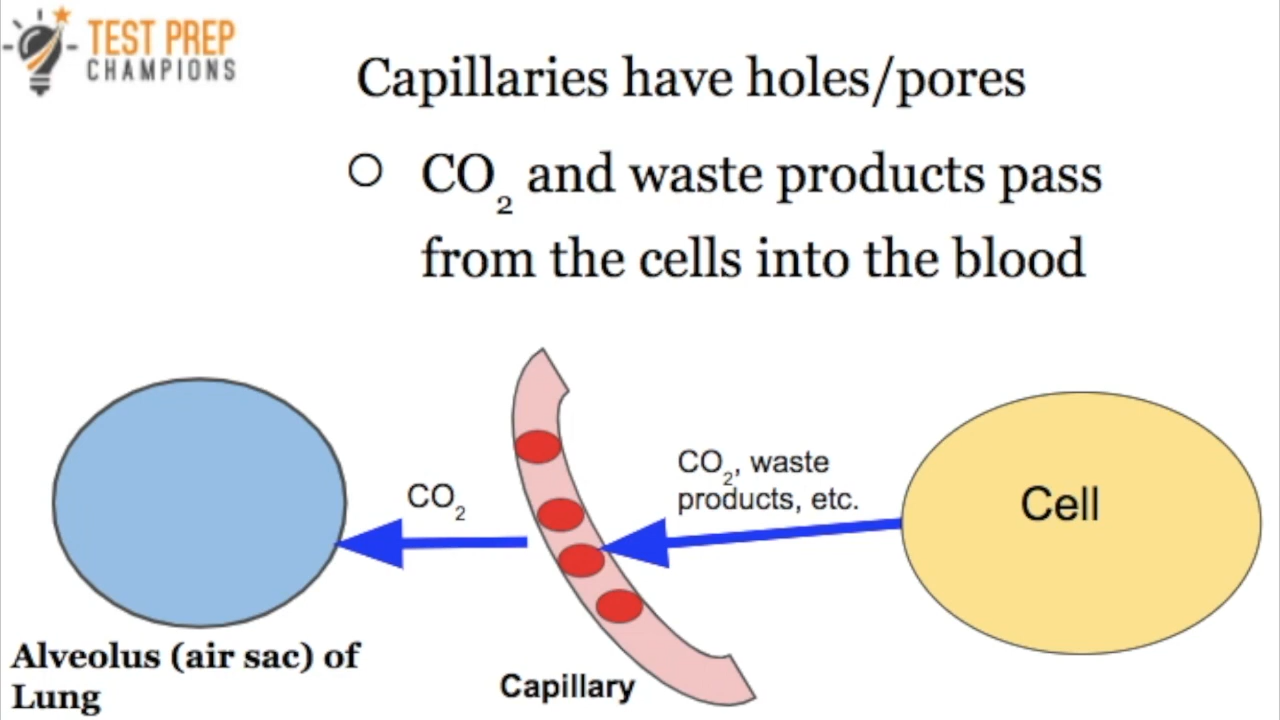 TEST PREP
CHAMPIONS
Capillaries have holes/pores
○ CO₂ and waste products pass
from the cells into the blood
CO₂
CO₂, waste
products, etc.
Cell
Alveolus (air sac) of
Lung
Capillary